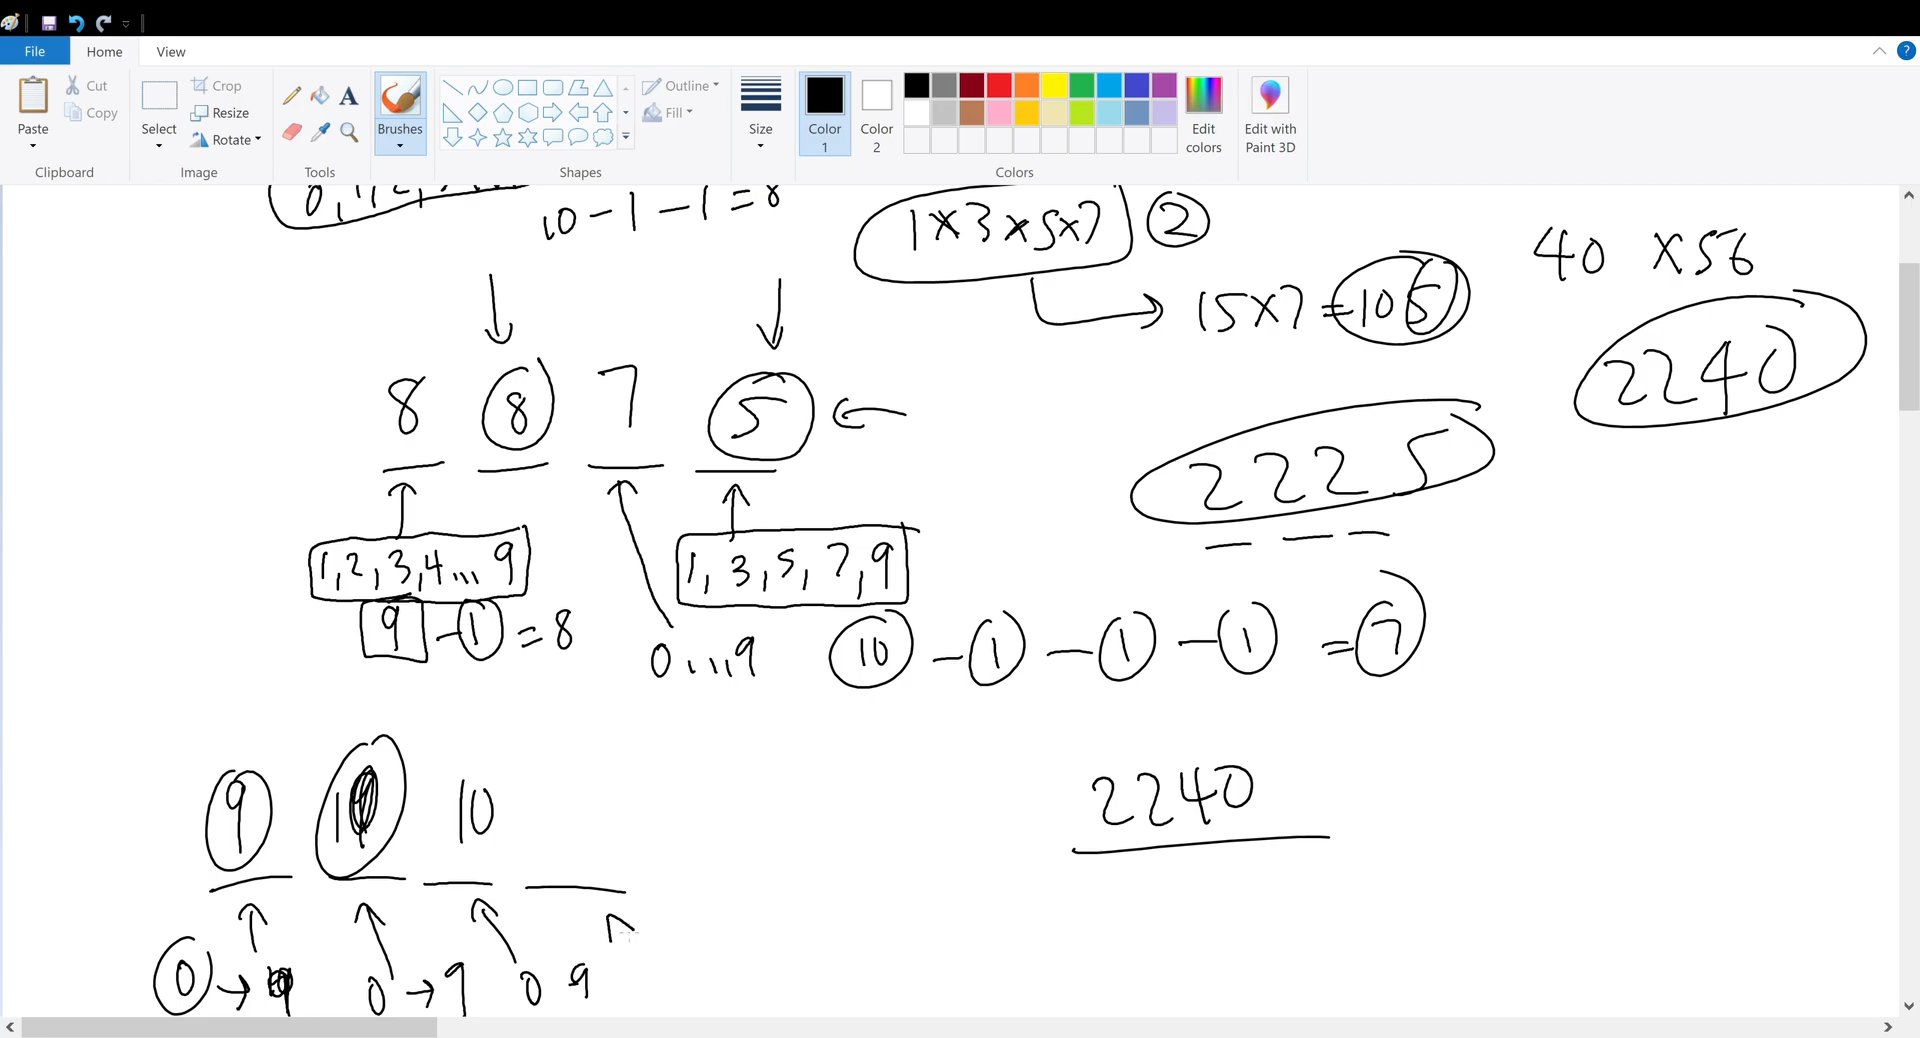 File Home View
Paste Cut Copy Clipboard
Select Crop Resize Rotate Image
Tools
Brushes
Outline Fill Shapes
Size
Color 1 Color 2 Edit colors Colors
Edit with Paint 3D
10 - 1 - 1 = 8
1 × 3 × 5 × 7 2
40 × 56
15 × 7 = 105
2240
8 8 7 5
2225
1, 2, 3, 4 ... 9
1, 3, 5, 7, 9
9 - 1 = 8
0 ... 9
10 - 1 - 1 - 1 = 7
9 10
2240
0 → 9
0 → 9
0 9